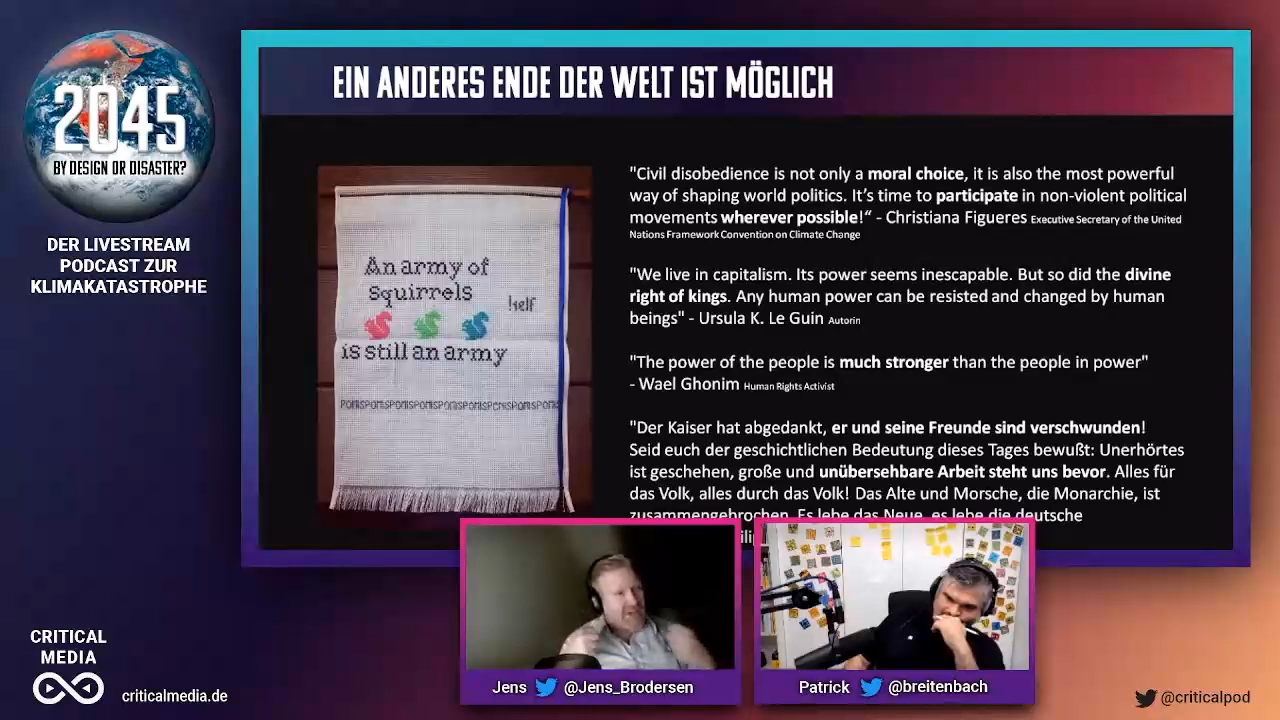 2045
BY DESIGN OR DISASTER?
DER LIVESTREAM
PODCAST ZUR
KLIMAKATASTROPHE
EIN ANDERES ENDE DER WELT IST MÖGLICH
An army of
squirrels
is still an army
"Civil disobedience is not only a moral choice, it is also the most powerful
way of shaping world politics. It’s time to participate in non-violent political
movements wherever possible!“ - Christiana Figueres Executive Secretary of the United
Nations Framework Convention on Climate Change
"We live in capitalism. Its power seems inescapable. But so did the divine
right of kings. Any human power can be resisted and changed by human
beings" - Ursula K. Le Guin Autorin
"The power of the people is much stronger than the people in power"
- Wael Ghonim Human Rights Activist
"Der Kaiser hat abgedankt, er und seine Freunde sind verschwunden!
Seid euch der geschichtlichen Bedeutung dieses Tages bewußt: Unerhörtes
ist geschehen, große und unübersehbare Arbeit steht uns bevor. Alles für
das Volk, alles durch das Volk! Das Alte und Morsche, die Monarchie, ist
zusammengebrochen. Es lebe das Neue, es lebe die deutsche
Jens @Jens_Brodersen
Patrick @breitenbach
CRITICAL
MEDIA
criticalmedia.de
@criticalpod